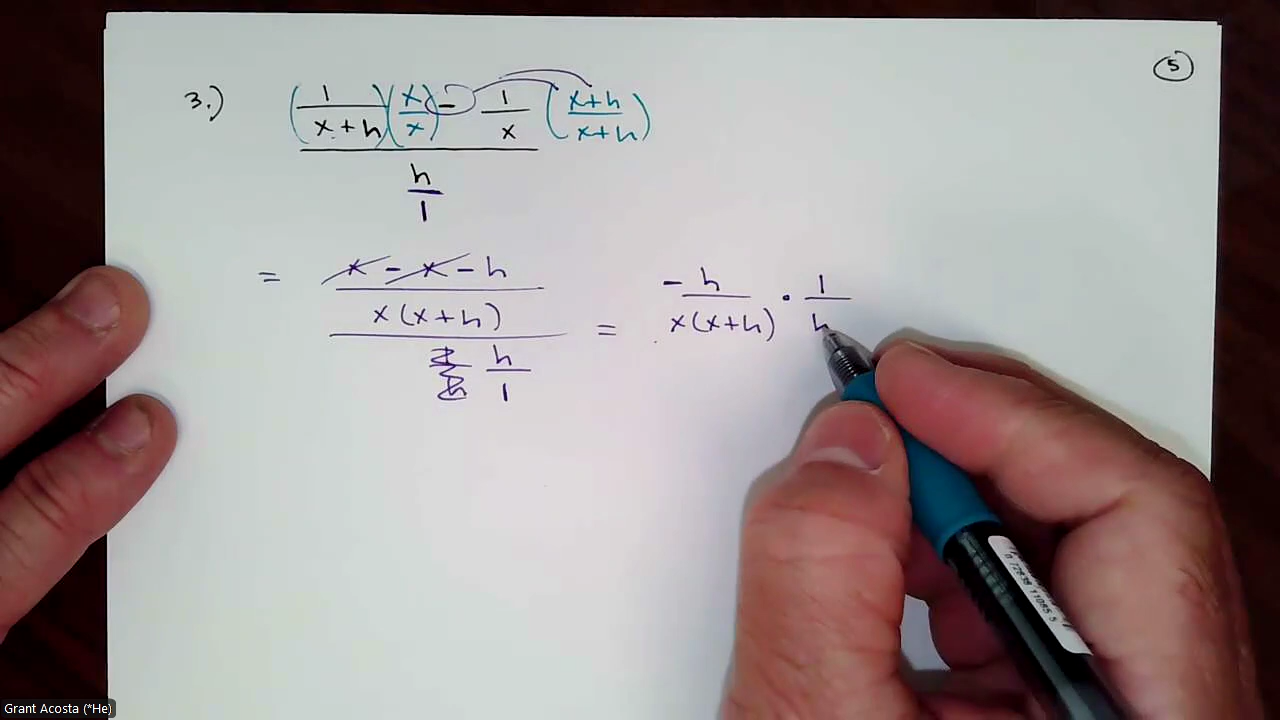 5
3.) (1/(x+h))(x/x) - 1/x ((x+h)/(x+h))
h/1
= x - x - h / x(x+h) = -h / x(x+h) · 1/h
h/1
Grant Acosta (*He)